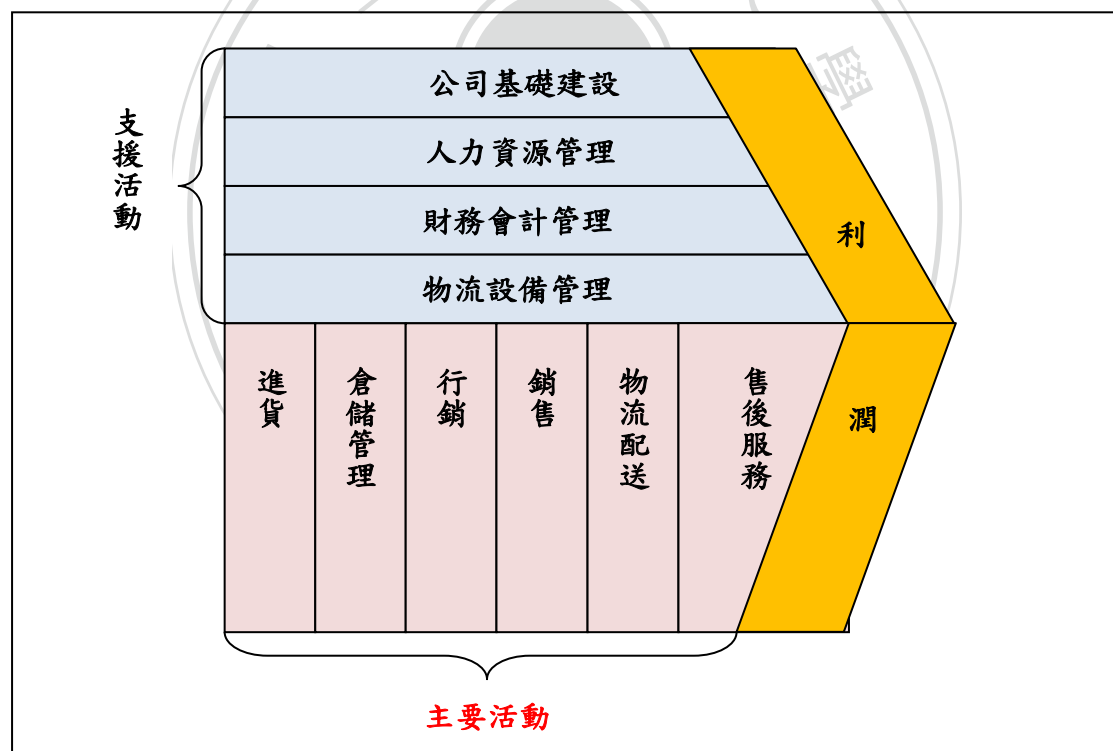 公司基礎建設
人力資源管理
財務會計管理
物流設備管理
支援活動
利
潤
進貨
倉儲管理
行銷
銷售
物流配送
售後服務
主要活動
學